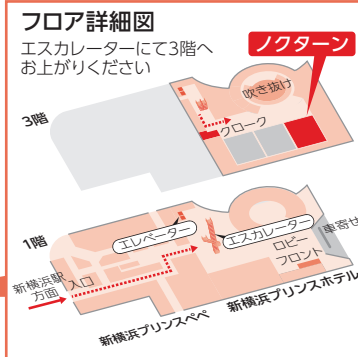 フロア詳細図
エスカレーターにて3階へ
お上がりください
ノクターン
吹き抜け
3階
クローク
1階
エレベーター
エスカレーター
車寄せ
ロビー
フロント
新横浜駅
方面
入口
新横浜プリンスペペ
新横浜プリンスホテル